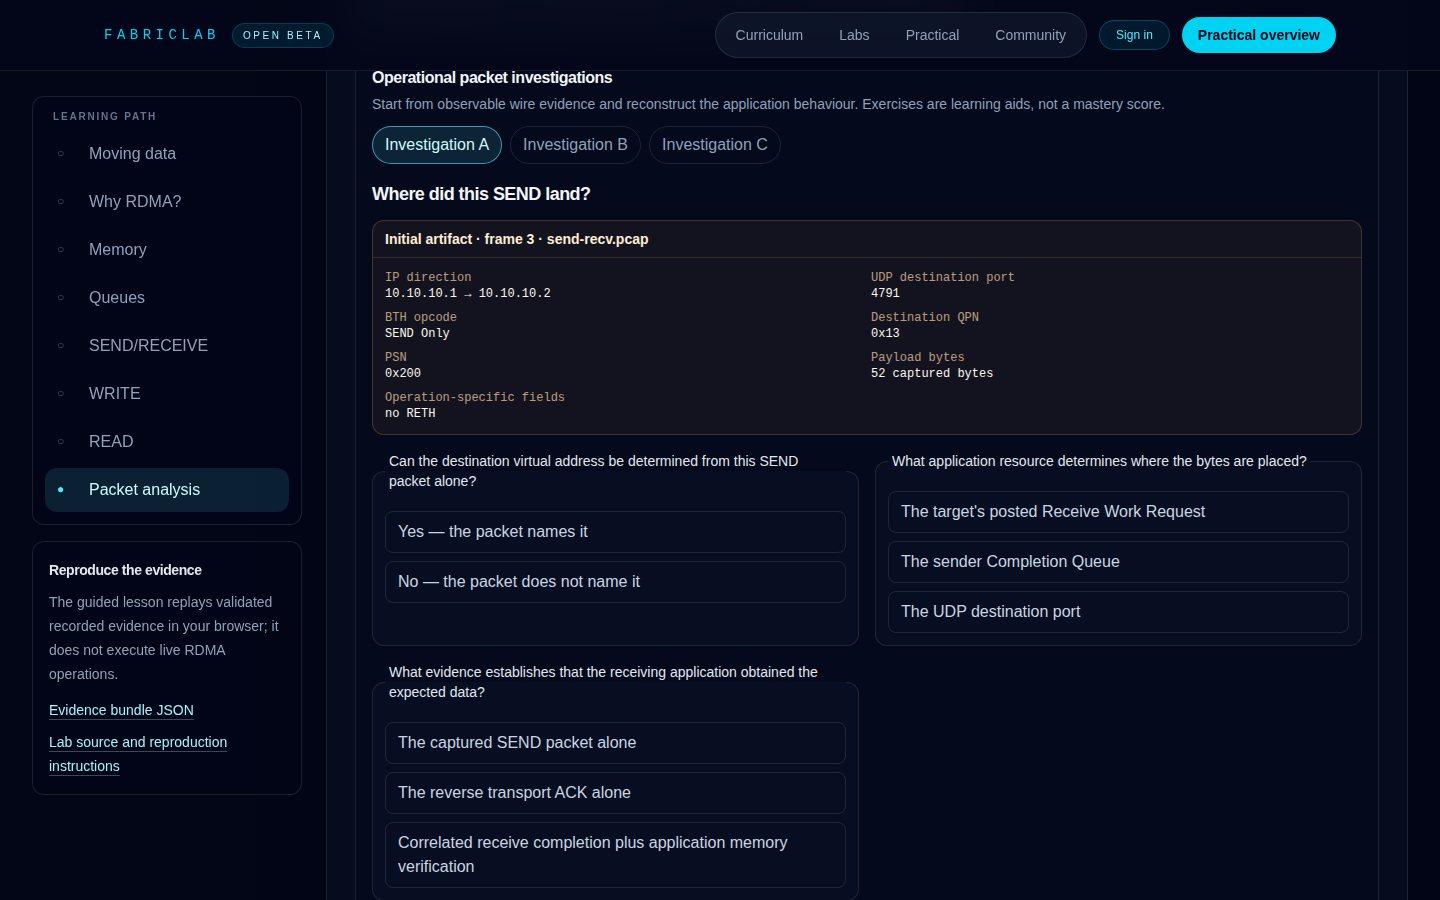 FABRICLAB
OPEN BETA
Curriculum
Labs
Practical
Community
Sign in
Practical overview
LEARNING PATH
Moving data
Why RDMA?
Memory
Queues
SEND/RECEIVE
WRITE
READ
Packet analysis
Reproduce the evidence
The guided lesson replays validated
recorded evidence in your browser; it
does not execute live RDMA
operations.
Evidence bundle JSON
Lab source and reproduction
instructions
Operational packet investigations
Start from observable wire evidence and reconstruct the application behaviour. Exercises are learning aids, not a mastery score.
Investigation A
Investigation B
Investigation C
Where did this SEND land?
Initial artifact · frame 3 · send-recv.pcap
IP direction
10.10.10.1 → 10.10.10.2
UDP destination port
4791
BTH opcode
SEND Only
Destination QPN
0x13
PSN
0x200
Payload bytes
52 captured bytes
Operation-specific fields
no RETH
Can the destination virtual address be determined from this SEND
packet alone?
Yes — the packet names it
No — the packet does not name it
What application resource determines where the bytes are placed?
The target's posted Receive Work Request
The sender Completion Queue
The UDP destination port
What evidence establishes that the receiving application obtained the
expected data?
The captured SEND packet alone
The reverse transport ACK alone
Correlated receive completion plus application memory
verification